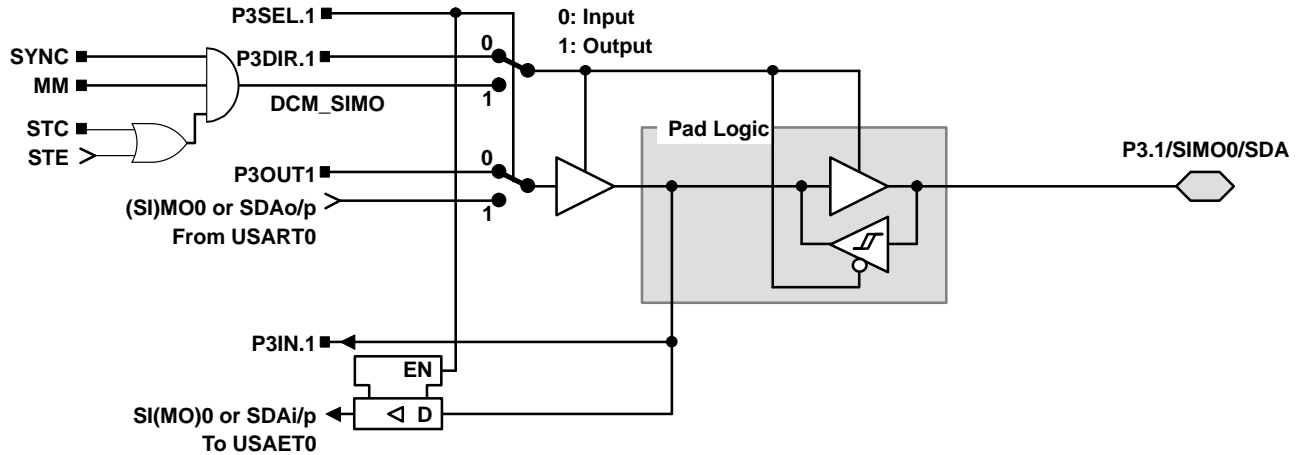 P3SEL.1
0: Input
1: Output
SYNC
P3DIR.1
0
MM
1
DCM_SIMO
STC
STE
Pad Logic
P3.1/SIMO0/SDA
P3OUT1
0
(SI)MO0 or SDAo/p
1
From USART0
P3IN.1
EN
SI(MO)0 or SDAi/p
D
To USAET0